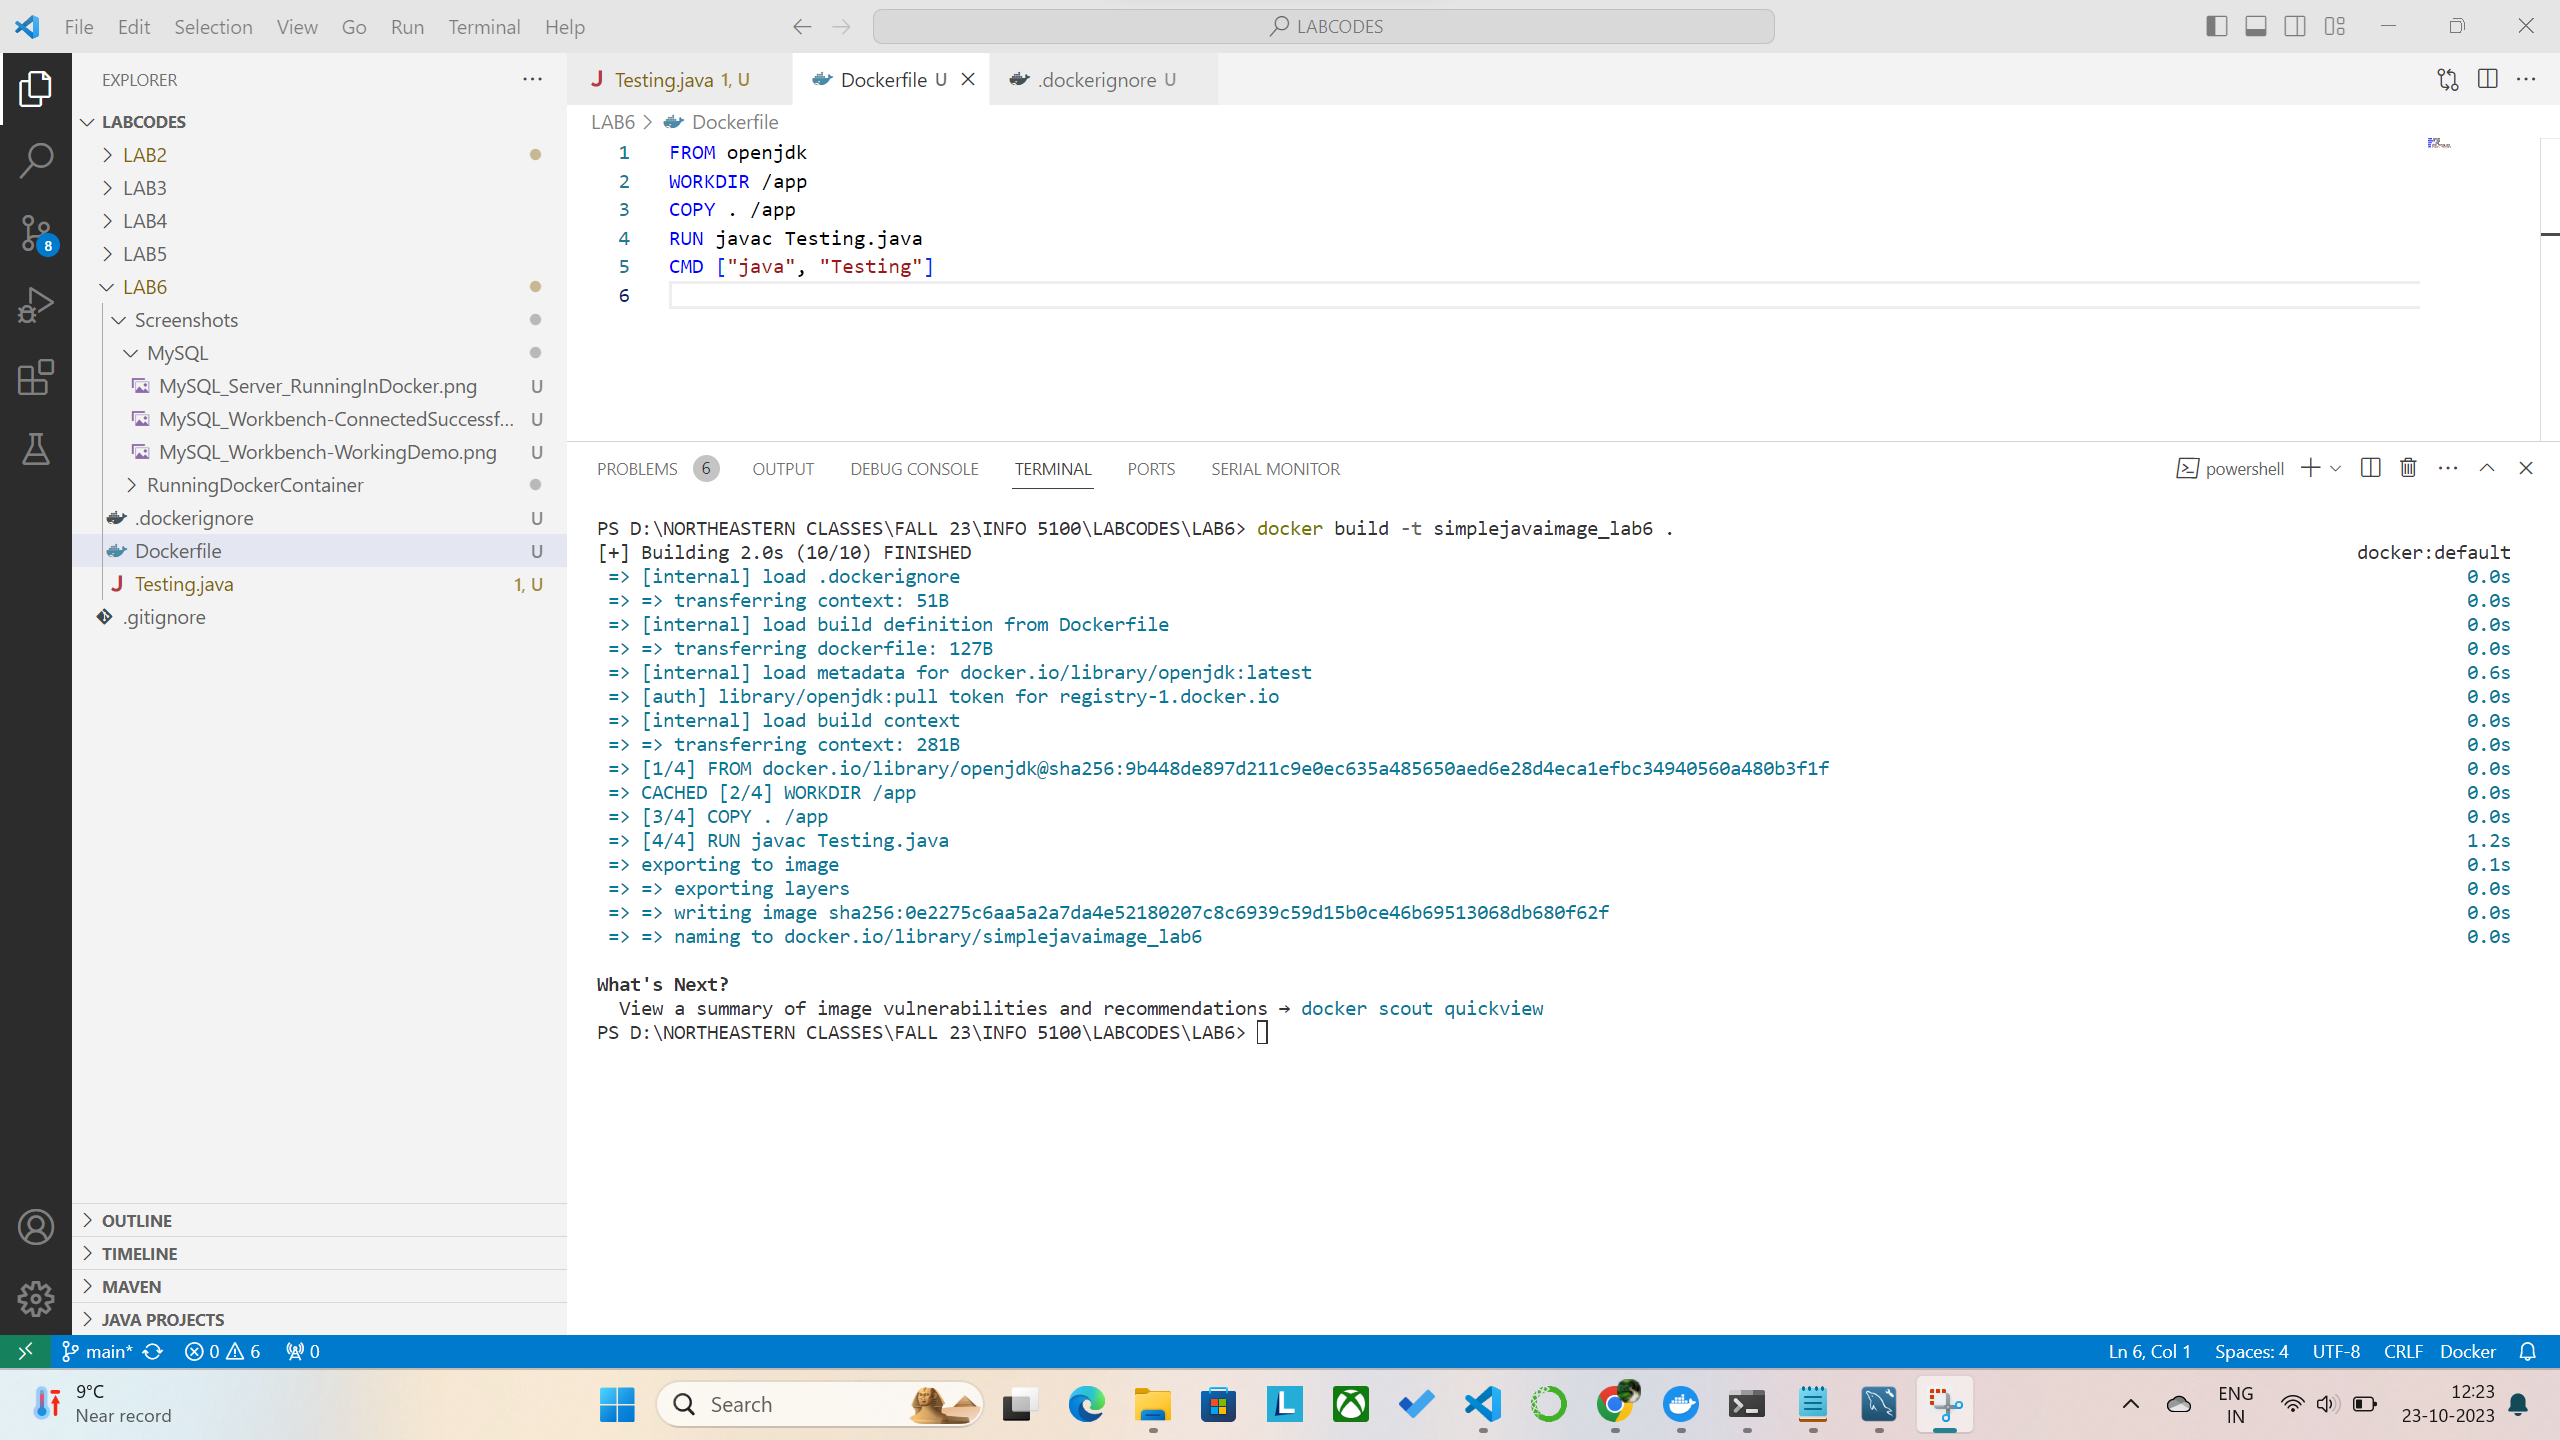 File Edit Selection View Go Run Terminal Help
LABCODES
EXPLORER
LABCODES
LAB2
LAB3
LAB4
LAB5
LAB6
Screenshots
MySQL
MySQL_Server_RunningInDocker.png U
MySQL_Workbench-ConnectedSuccessf... U
MySQL_Workbench-WorkingDemo.png U
RunningDockerContainer
.dockerignore U
Dockerfile U
Testing.java 1, U
.gitignore
OUTLINE
TIMELINE
MAVEN
JAVA PROJECTS
8
Testing.java 1, U Dockerfile U .dockerignore U
LAB6 > Dockerfile
1 FROM openjdk
2 WORKDIR /app
3 COPY . /app
4 RUN javac Testing.java
5 CMD ["java", "Testing"]
6
PROBLEMS 6 OUTPUT DEBUG CONSOLE TERMINAL PORTS SERIAL MONITOR powershell
PS D:\NORTHEASTERN CLASSES\FALL 23\INFO 5100\LABCODES\LAB6> docker build -t simplejavaimage_lab6 .
[+] Building 2.0s (10/10) FINISHED docker:default
=> [internal] load .dockerignore 0.0s
=> => transferring context: 51B 0.0s
=> [internal] load build definition from Dockerfile 0.0s
=> => transferring dockerfile: 127B 0.0s
=> [internal] load metadata for docker.io/library/openjdk:latest 0.6s
=> [auth] library/openjdk:pull token for registry-1.docker.io 0.0s
=> [internal] load build context 0.0s
=> => transferring context: 281B 0.0s
=> [1/4] FROM docker.io/library/openjdk@sha256:9b448de897d211c9e0ec635a485650aed6e28d4eca1efbc34940560a480b3f1f 0.0s
=> CACHED [2/4] WORKDIR /app 0.0s
=> [3/4] COPY . /app 0.0s
=> [4/4] RUN javac Testing.java 1.2s
=> exporting to image 0.1s
=> => exporting layers 0.0s
=> => writing image sha256:0e2275c6aa5a2a7da4e52180207c8c6939c59d15b0ce46b69513068db680f62f 0.0s
=> => naming to docker.io/library/simplejavaimage_lab6 0.0s
What's Next?
View a summary of image vulnerabilities and recommendations → docker scout quickview
PS D:\NORTHEASTERN CLASSES\FALL 23\INFO 5100\LABCODES\LAB6>
main* 0 6 0 Ln 6, Col 1 Spaces: 4 UTF-8 CRLF Docker
9°C
Near record
Search
ENG
IN
12:23
23-10-2023